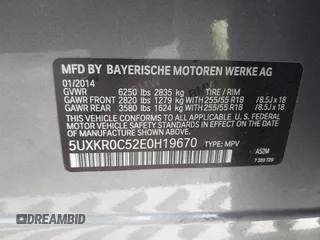 MFD BY BAYERISCHE MOTOREN WERKE AG
01/2014
GVWR 6250 lbs 2835 kg TIRE / RIM
GAWR FRONT 2820 lbs 1279 kg WITH 255/55 R18 / 8.5J x 18
GAWR REAR 3580 lbs 1624 kg WITH 255/55 R18 / 8.5J x 18
THIS VEHICLE CONFORMS TO ALL APPLICABLE
U.S. FEDERAL MOTOR VEHICLE SAFETY STANDARDS
IN EFFECT ON THE DATE OF MANUFACTURE SHOWN ABOVE.
5UXKR0C52E0H19670 TYPE: MPV
A52M
DREAMBID